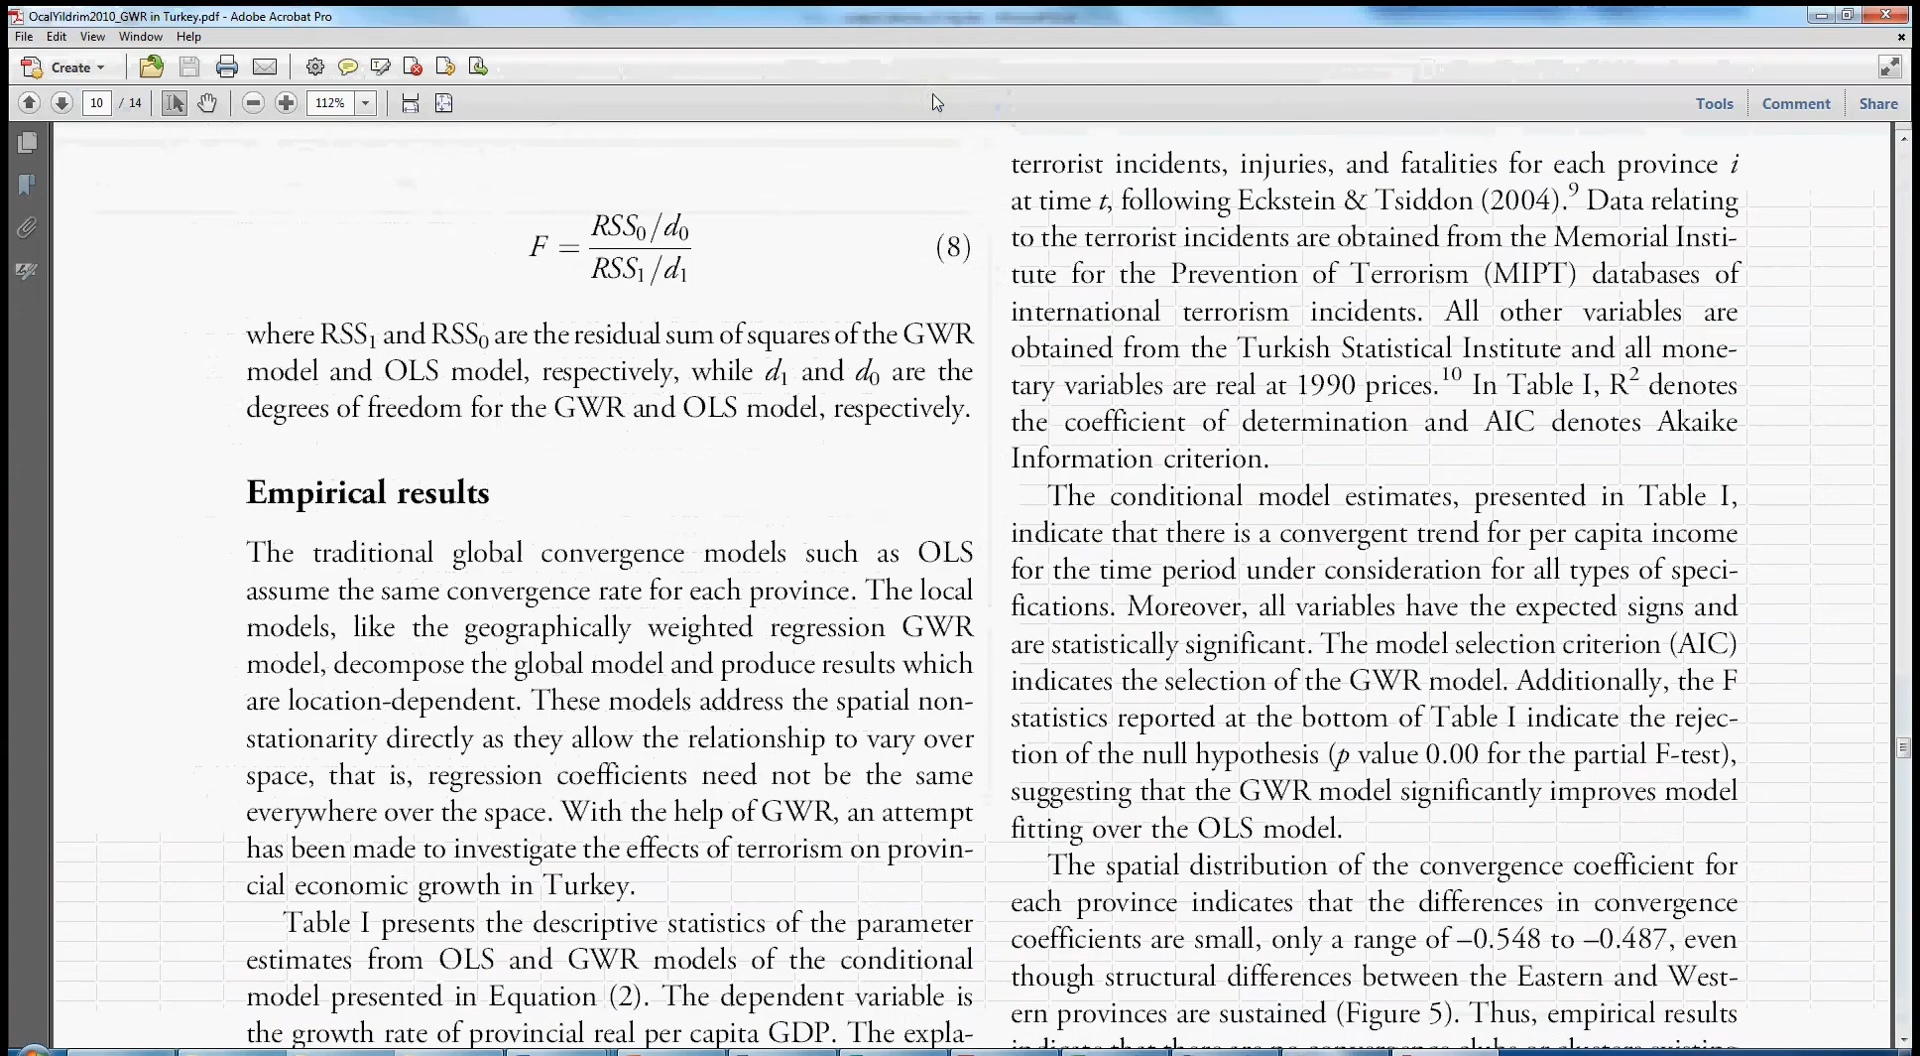 OcalYildrim2010_GWR in Turkey.pdf - Adobe Acrobat Pro
File Edit View Window Help
Create
10 / 14 112% Tools Comment Share
F = RSS₀/d₀ (8)
RSS₁/d₁
where RSS₁ and RSS₀ are the residual sum of squares of the GWR
model and OLS model, respectively, while d₁ and d₀ are the
degrees of freedom for the GWR and OLS model, respectively.
Empirical results
The traditional global convergence models such as OLS
assume the same convergence rate for each province. The local
models, like the geographically weighted regression GWR
model, decompose the global model and produce results which
are location-dependent. These models address the spatial non-
stationarity directly as they allow the relationship to vary over
space, that is, regression coefficients need not be the same
everywhere over the space. With the help of GWR, an attempt
has been made to investigate the effects of terrorism on provin-
cial economic growth in Turkey.
Table I presents the descriptive statistics of the parameter
estimates from OLS and GWR models of the conditional
model presented in Equation (2). The dependent variable is
the growth rate of provincial real per capita GDP. The expla-
terrorist incidents, injuries, and fatalities for each province i
at time t, following Eckstein & Tsiddon (2004).⁹ Data relating
to the terrorist incidents are obtained from the Memorial Insti-
tute for the Prevention of Terrorism (MIPT) databases of
international terrorism incidents. All other variables are
obtained from the Turkish Statistical Institute and all mone-
tary variables are real at 1990 prices.¹⁰ In Table I, R² denotes
the coefficient of determination and AIC denotes Akaike
Information criterion.
The conditional model estimates, presented in Table I,
indicate that there is a convergent trend for per capita income
for the time period under consideration for all types of speci-
fications. Moreover, all variables have the expected signs and
are statistically significant. The model selection criterion (AIC)
indicates the selection of the GWR model. Additionally, the F
statistics reported at the bottom of Table I indicate the rejec-
tion of the null hypothesis (p value 0.00 for the partial F-test),
suggesting that the GWR model significantly improves model
fitting over the OLS model.
The spatial distribution of the convergence coefficient for
each province indicates that the differences in convergence
coefficients are small, only a range of –0.548 to –0.487, even
though structural differences between the Eastern and West-
ern provinces are sustained (Figure 5). Thus, empirical results
indicate that there are no convergence clubs or clusters existing